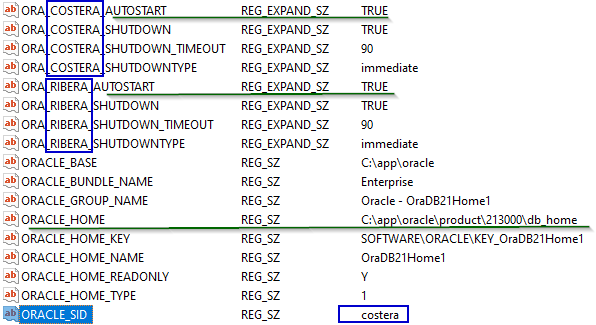 ORA_COSTERA_AUTOSTART REG_EXPAND_SZ TRUE
ORA_COSTERA_SHUTDOWN REG_EXPAND_SZ TRUE
ORA_COSTERA_SHUTDOWN_TIMEOUT REG_EXPAND_SZ 90
ORA_COSTERA_SHUTDOWNTYPE REG_EXPAND_SZ immediate
ORA_RIBERA_AUTOSTART REG_EXPAND_SZ TRUE
ORA_RIBERA_SHUTDOWN REG_EXPAND_SZ TRUE
ORA_RIBERA_SHUTDOWN_TIMEOUT REG_EXPAND_SZ 90
ORA_RIBERA_SHUTDOWNTYPE REG_EXPAND_SZ immediate
ORACLE_BASE REG_SZ C:\app\oracle
ORACLE_BUNDLE_NAME REG_SZ Enterprise
ORACLE_GROUP_NAME REG_SZ Oracle - OraDB21Home1
ORACLE_HOME REG_SZ C:\app\oracle\product\213000\db_home
ORACLE_HOME_KEY REG_SZ SOFTWARE\ORACLE\KEY_OraDB21Home1
ORACLE_HOME_NAME REG_SZ OraDB21Home1
ORACLE_HOME_READONLY REG_SZ Y
ORACLE_HOME_TYPE REG_SZ 1
ORACLE_SID REG_SZ costera